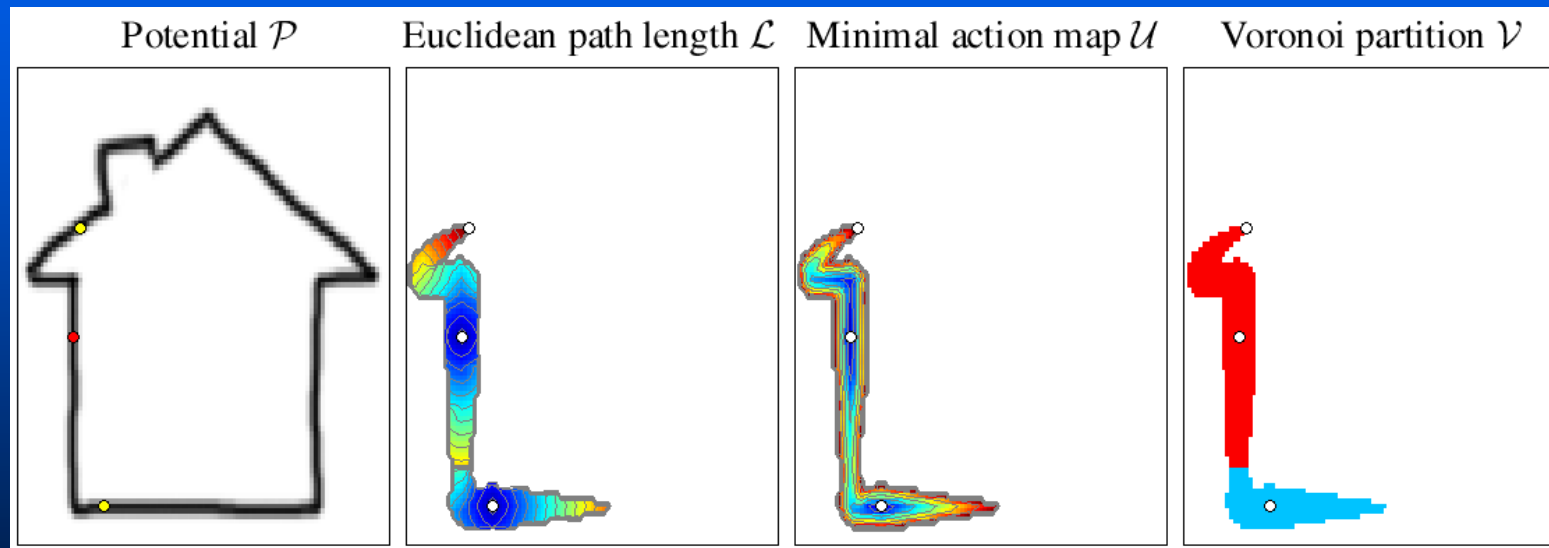 Potential 𝒫
Euclidean path length ℒ
Minimal action map 𝒰
Voronoi partition 𝒱